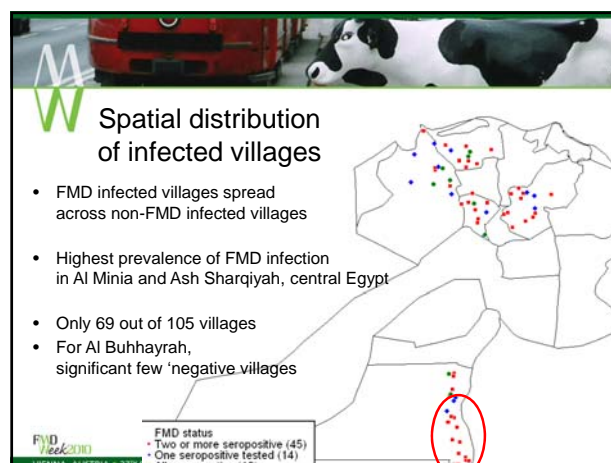 Spatial distribution
of infected villages
• FMD infected villages spread
across non-FMD infected villages
• Highest prevalence of FMD infection
in Al Minia and Ash Sharqiyah, central Egypt
• Only 69 out of 105 villages
• For Al Buhhayrah,
significant few ‘negative villages
FMD
Week2010
FMD status
Two or more seropositive (45)
One seropositive tested (14)